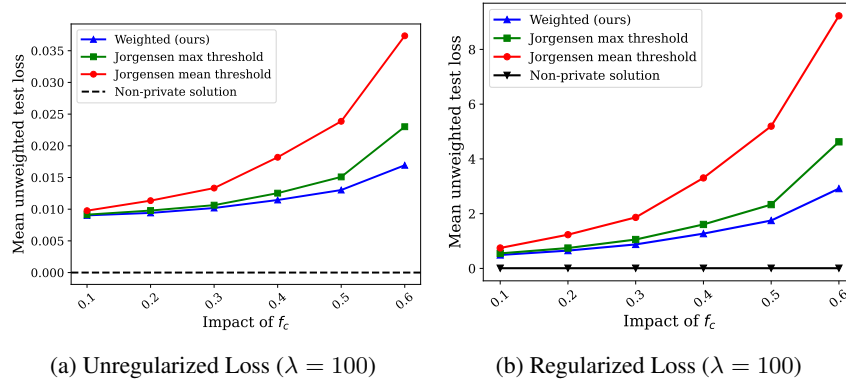 Mean unweighted test loss
0.035
0.030
0.025
0.020
0.015
0.010
0.005
0.000
Weighted (ours)
Jorgensen max threshold
Jorgensen mean threshold
Non-private solution
0.1
0.2
0.3
0.4
0.5
0.6
Impact of f_c
(a) Unregularized Loss (λ = 100)
Mean unweighted test loss
8
6
4
2
0
Weighted (ours)
Jorgensen max threshold
Jorgensen mean threshold
Non-private solution
0.1
0.2
0.3
0.4
0.5
0.6
Impact of f_c
(b) Regularized Loss (λ = 100)